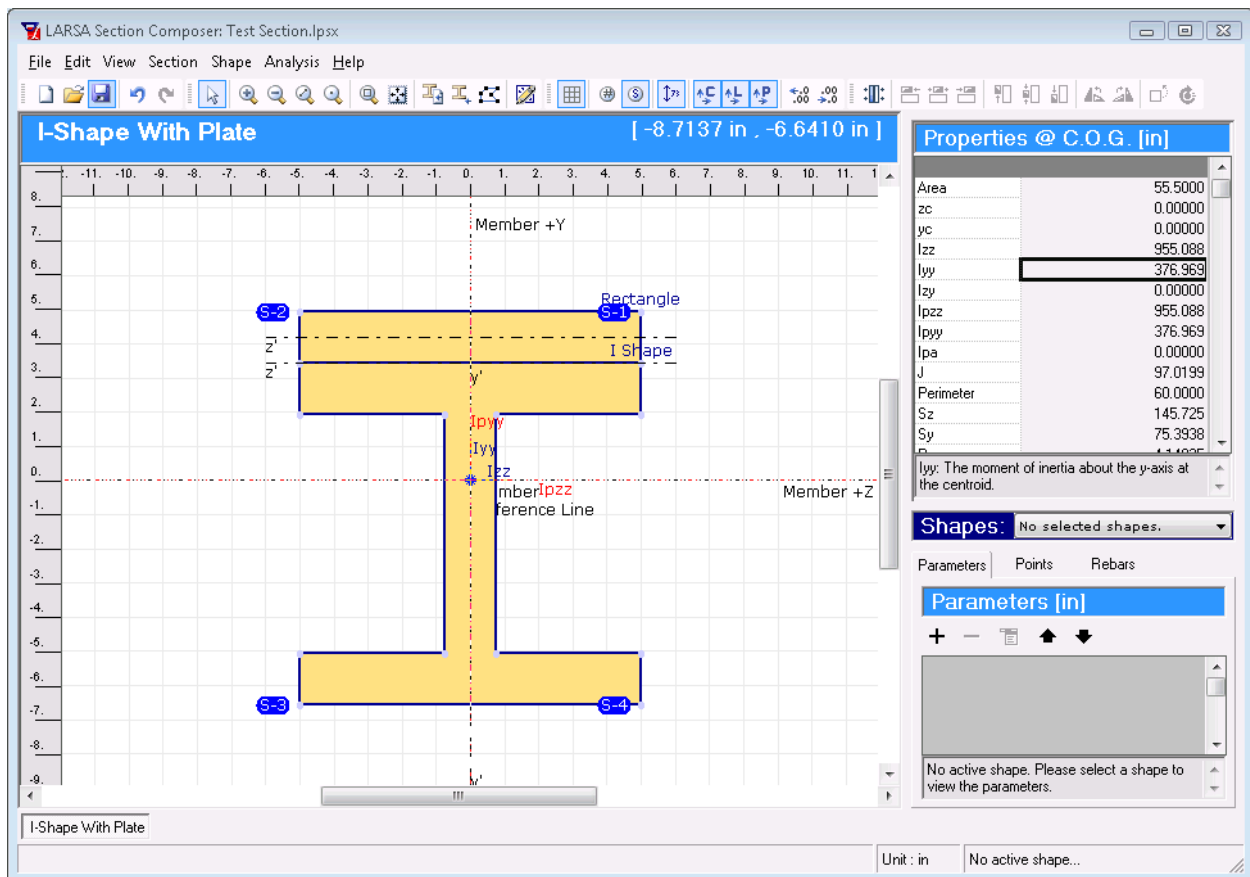 LARSA Section Composer: Test Section.lpsx
File Edit View Section Shape Analysis Help
I-Shape With Plate [ -8.7137 in , -6.6410 in ]
-11. -10. -9. -8. -7. -6. -5. -4. -3. -2. -1. 0. 1. 2. 3. 4. 5. 6. 7. 8. 9. 10. 11. 1
8.
7.
6.
5.
4.
3.
2.
1.
0.
-1.
-2.
-3.
-4.
-5.
-6.
-7.
-8.
-9.
Member +Y
Rectangle
S-2 S-1
z'
I Shape
z'
y'
Ipyy
Iyy
Izz
mber Ipzz Member +Z
ference Line
S-3 S-4
y'
Properties @ C.O.G. [in]
Area 55.5000
zc 0.00000
yc 0.00000
Izz 955.088
Iyy 376.969
Izy 0.00000
Ipzz 955.088
Ipyy 376.969
Ipa 0.00000
J 97.0199
Perimeter 60.0000
Sz 145.725
Sy 75.3938
Iyy: The moment of inertia about the y-axis at
the centroid.
Shapes: No selected shapes.
Parameters Points Rebars
Parameters [in]
No active shape. Please select a shape to
view the parameters.
I-Shape With Plate
Unit : in No active shape...